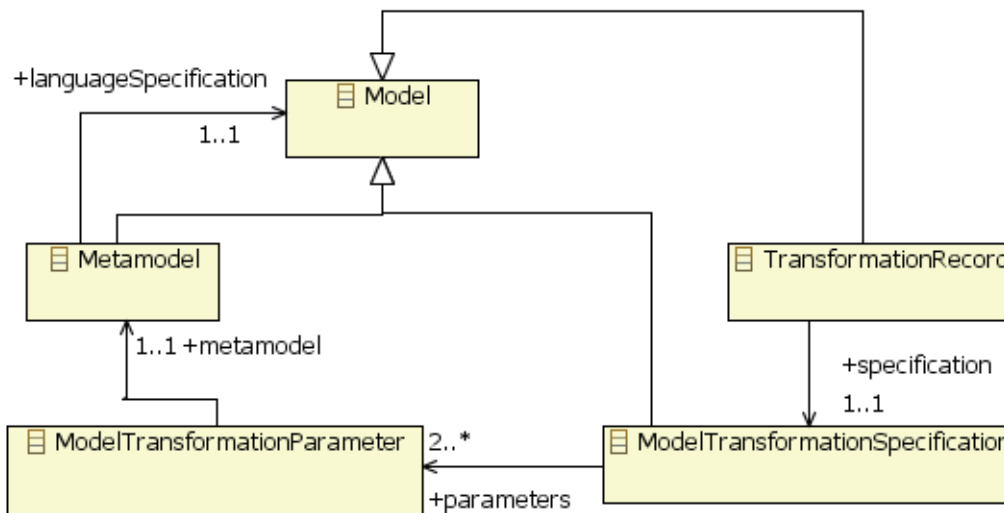 +languageSpecification
Model
1..1
Metamodel
TransformationRecord
1..1 +metamodel
+specification
1..1
ModelTransformationParameter
2..*
ModelTransformationSpecification
+parameters